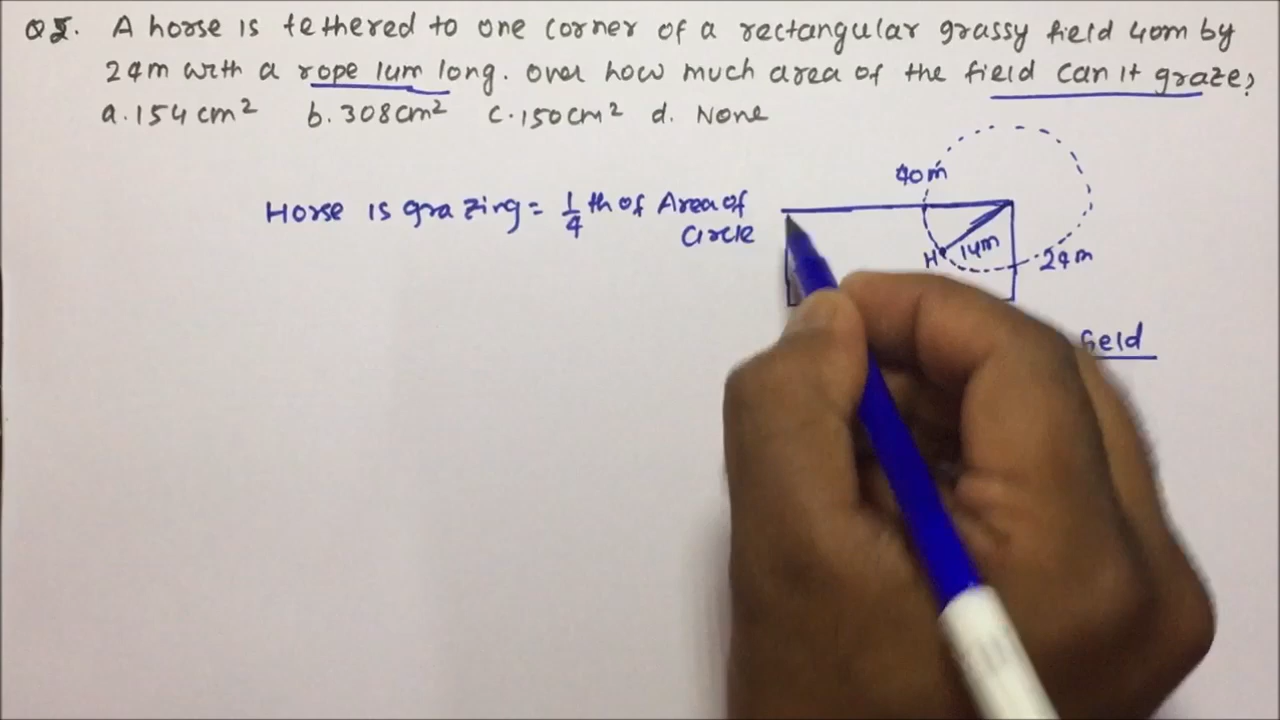 Q5. A horse is tethered to one corner of a rectangular grassy field 40m by
24m with a rope 14m long. over how much area of the field can it graze?
a. 154 cm² b. 308 cm² c. 150 cm² d. None
40m
Horse is grazing = 1/4 th of Area of
circle
H 14m
24m
field